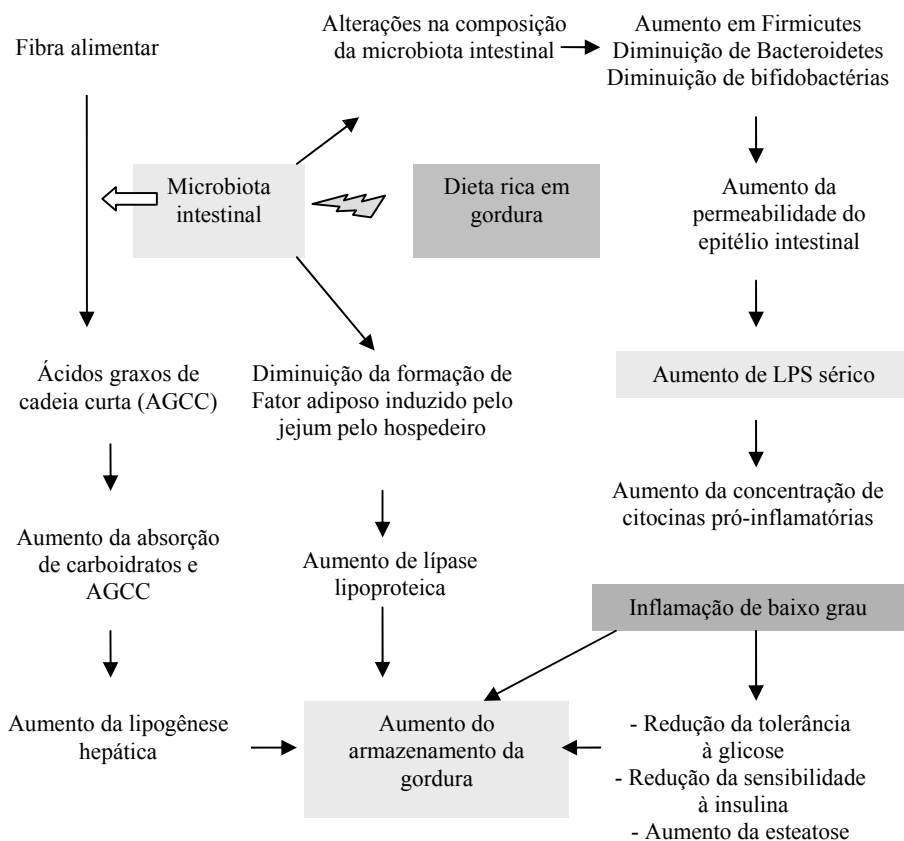 Fibra alimentar
Alterações na composição
da microbiota intestinal
Aumento em Firmicutes
Diminuição de Bacteroidetes
Diminuição de bifidobactérias
Microbiota
intestinal
Dieta rica em
gordura
Aumento da
permeabilidade do
epitélio intestinal
Ácidos graxos de
cadeia curta (AGCC)
Diminuição da formação de
Fator adiposo induzido pelo
jejum pelo hospedeiro
Aumento de LPS sérico
Aumento da concentração de
citocinas pró-inflamatórias
Aumento da absorção
de carboidratos e
AGCC
Aumento de lípase
lipoproteica
Inflamação de baixo grau
Aumento da lipogênese
hepática
Aumento do
armazenamento da
gordura
- Redução da tolerância
à glicose
- Redução da sensibilidade
à insulina
- Aumento da esteatose